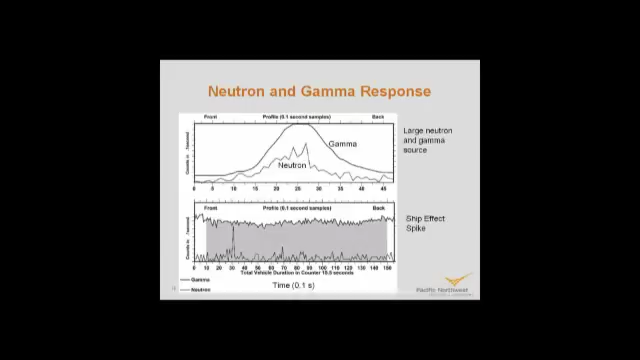 Neutron and Gamma Response
Front Profile (0.1 second samples) Back
Gamma
Neutron
0 5 10 15 20 25 30 35 40 45
Large neutron
and gamma
source
Front Profile (0.1 second samples) Back
Ship Effect
Spike
0 10 20 30 40 50 60 70 80 90 100 110 120 130 140 150
Total Vehicle Duration in Counter 10.9 seconds
Gamma
Neutron
Time (0.1 s)
Pacific Northwest